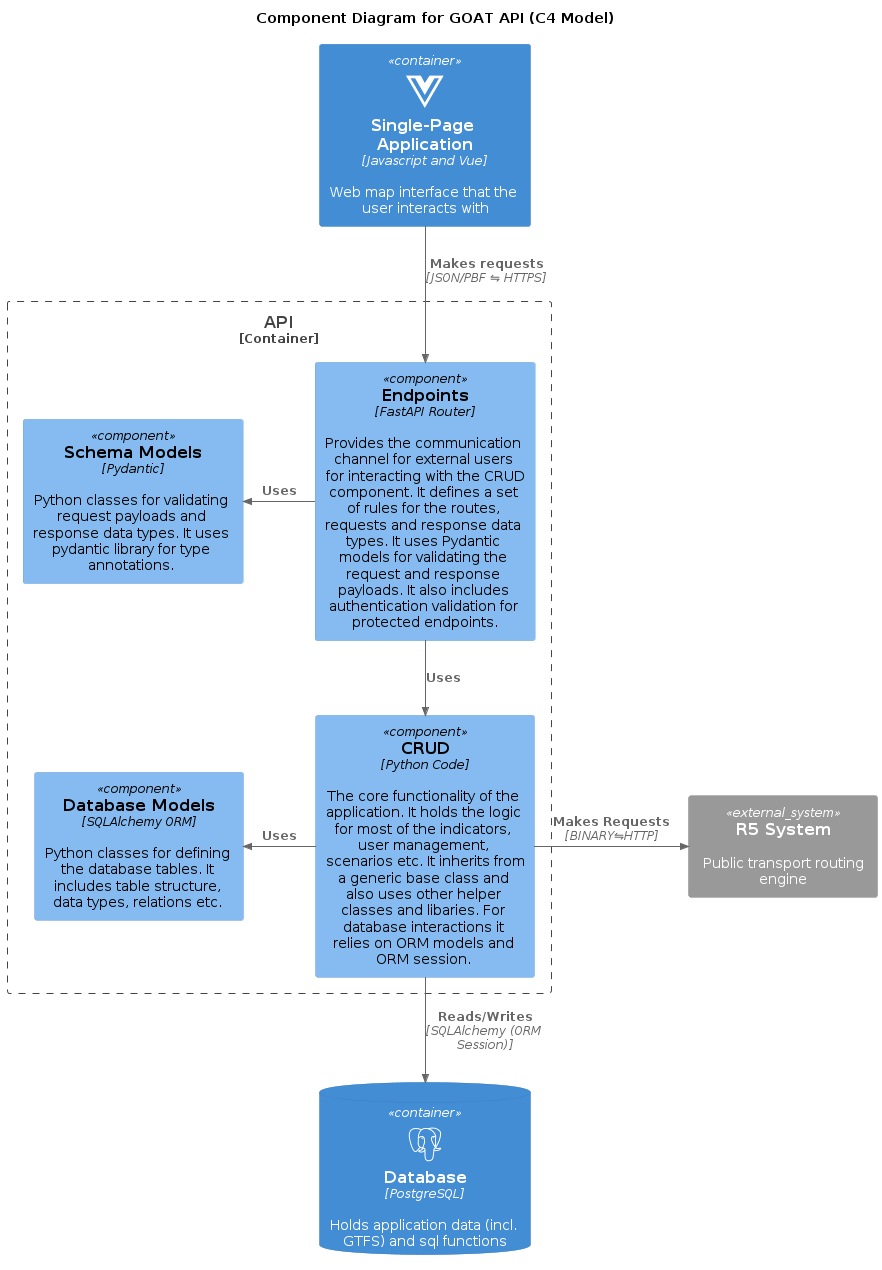 Component Diagram for GOAT API (C4 Model)
«container»
Single-Page
Application
[Javascript and Vue]
Web map interface that the
user interacts with
Makes requests
[JSON/PBF ⇋ HTTPS]
API
[Container]
«component»
Endpoints
[FastAPI Router]
Provides the communication
channel for external users
for interacting with the CRUD
component. It defines a set
of rules for the routes,
requests and response data
types. It uses Pydantic
models for validating the
request and response
payloads. It also includes
authentication validation for
protected endpoints.
Uses
«component»
Schema Models
[Pydantic]
Python classes for validating
request payloads and
response data types. It uses
pydantic library for type
annotations.
Uses
«component»
CRUD
[Python Code]
The core functionality of the
application. It holds the logic
for most of the indicators,
user management,
scenarios etc. It inherits from
a generic base class and
also uses other helper
classes and libaries. For
database interactions it
relies on ORM models and
ORM session.
Uses
«component»
Database Models
[SQLAlchemy ORM]
Python classes for defining
the database tables. It
includes table structure,
data types, relations etc.
Makes Requests
[BINARY⇋HTTP]
«external_system»
R5 System
Public transport routing
engine
Reads/Writes
[SQLAlchemy (ORM
Session)]
«container»
Database
[PostgreSQL]
Holds application data (incl.
GTFS) and sql functions